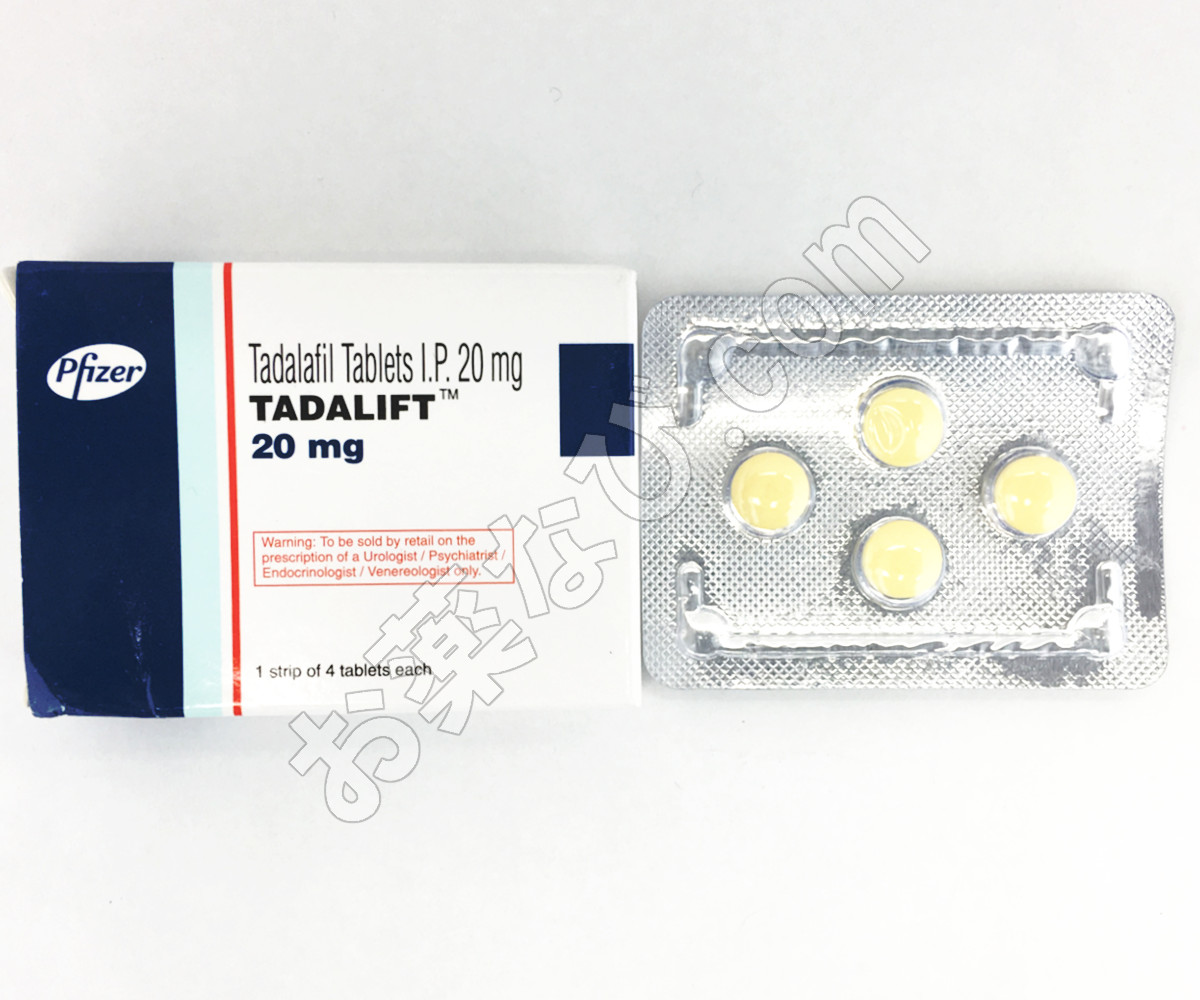 Pfizer
Tadalafil Tablets I.P. 20 mg
TADALIFT™
20 mg
Warning: To be sold by retail on the
prescription of a Urologist / Psychiatrist /
Endocrinologist / Venereologist only.
1 strip of 4 tablets each
お薬なび.com